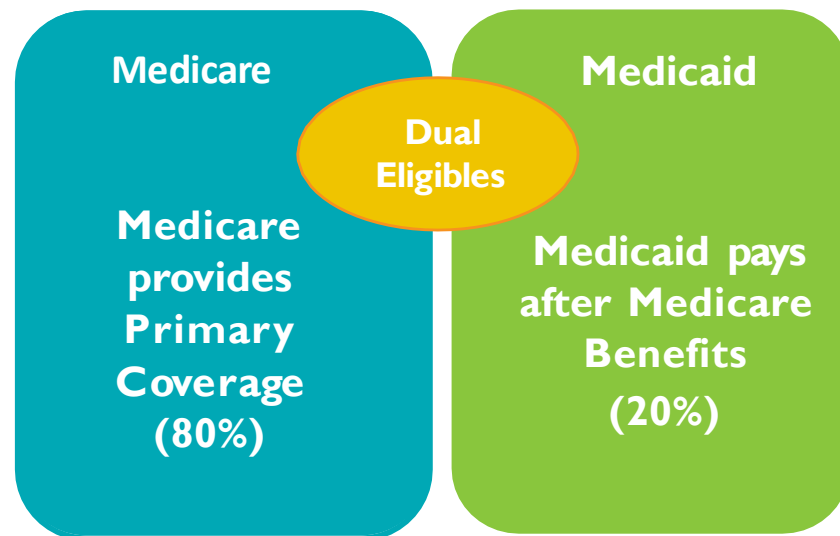 Medicare
Medicaid
Dual
Eligibles
Medicare
provides
Primary
Coverage
(80%)
Medicaid pays
after Medicare
Benefits
(20%)